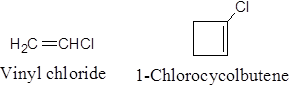 Cl
H₂C=CHCl
Vinyl chloride
1-Chlorocycolbutene